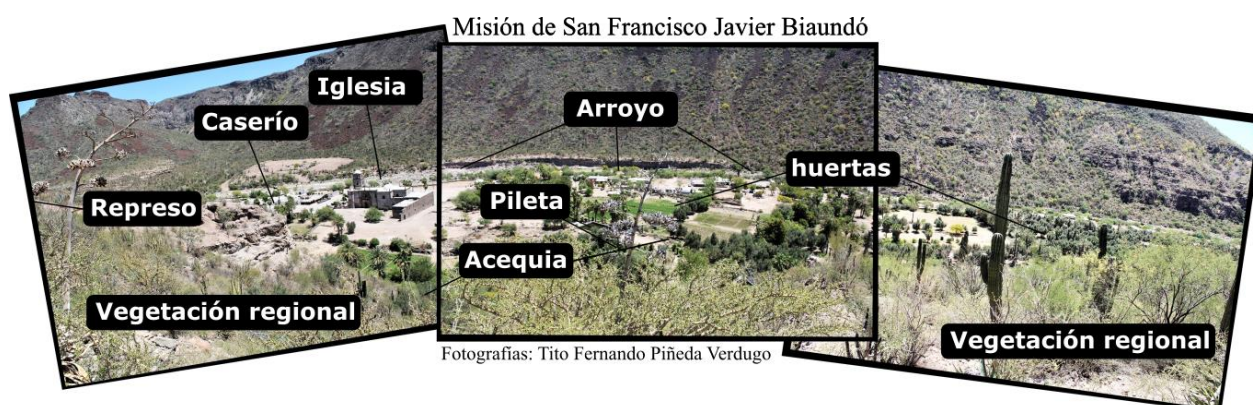 Misión de San Francisco Javier Biaundó
Iglesia
Caserío
Represo
Vegetación regional
Arroyo
huertas
Pileta
Acequia
Vegetación regional
Fotografías: Tito Fernando Piñeda Verdugo